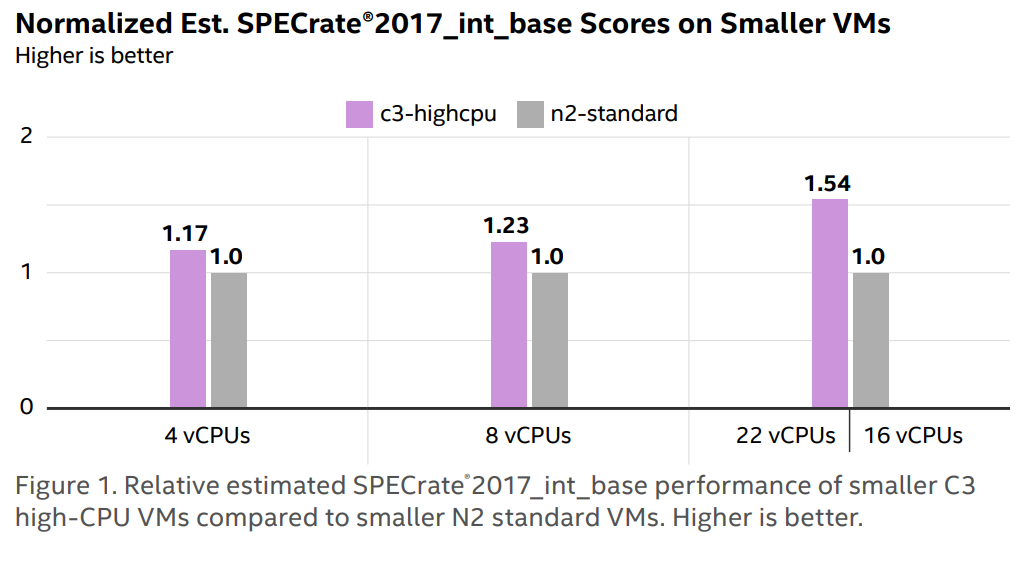 Normalized Est. SPECrate®2017_int_base Scores on Smaller VMs
Higher is better
c3-highcpu n2-standard
2
1.54
1.23
1.17
1.0 1.0 1.0
1
0
4 vCPUs 8 vCPUs 22 vCPUs 16 vCPUs
Figure 1. Relative estimated SPECrate®2017_int_base performance of smaller C3
high-CPU VMs compared to smaller N2 standard VMs. Higher is better.